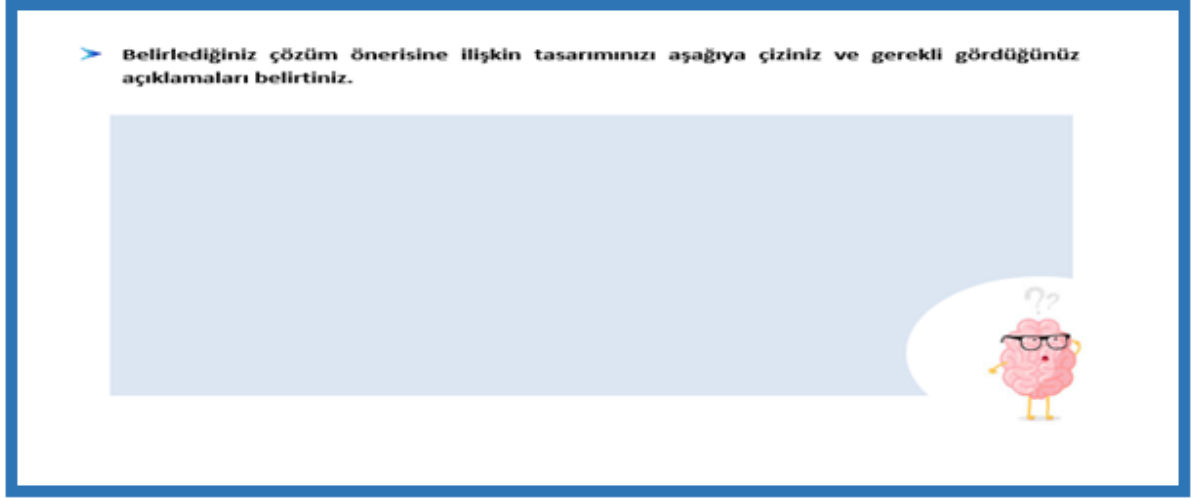 ➢ Belirlediğiniz çözüm önerisine ilişkin tasarımınızı aşağıya çiziniz ve gerekli gördüğünüz
açıklamaları belirtiniz.
??